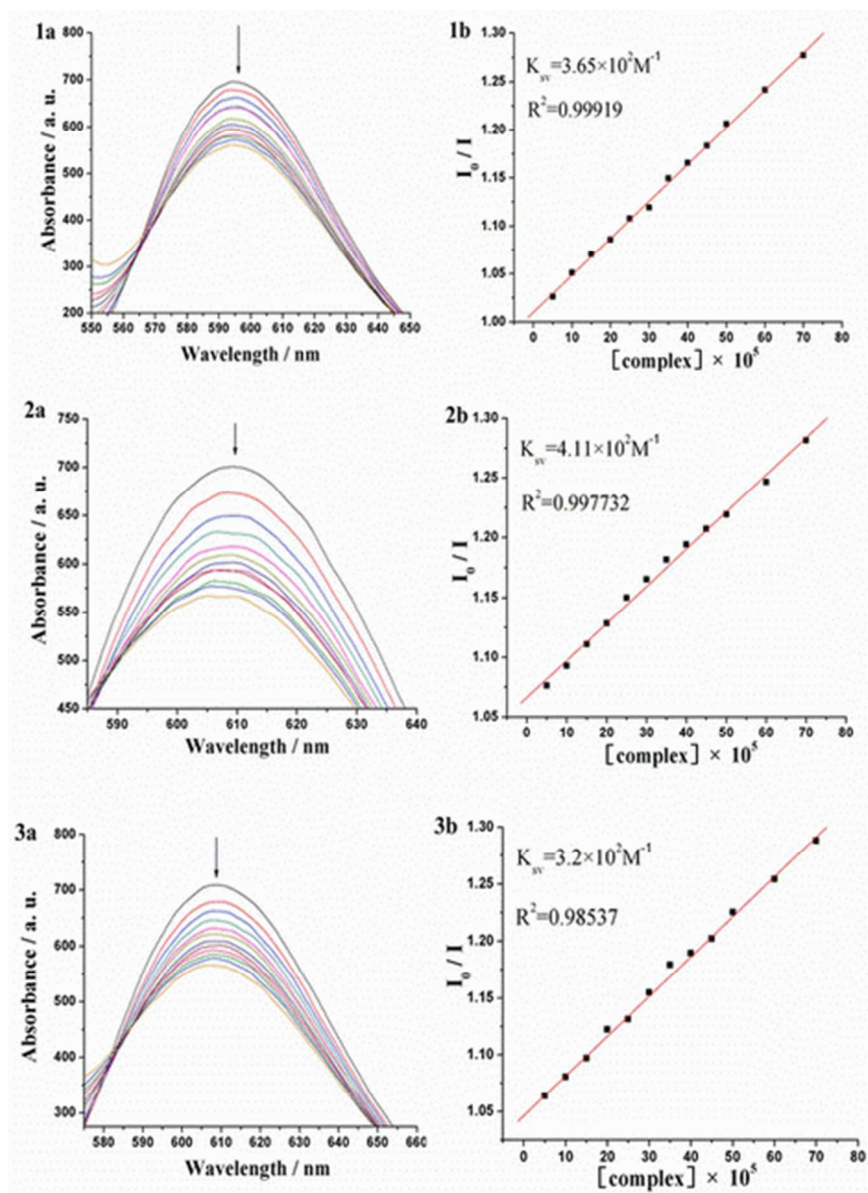 1a
800
700
600
500
400
300
200
550 560 570 580 590 600 610 620 630 640 650
Absorbance / a. u.
Wavelength / nm
1b
1.30
1.25
1.20
1.15
1.10
1.05
1.00
0 10 20 30 40 50 60 70 80
I₀ / I
[complex] × 10⁵
Kₛᵥ=3.65×10²M⁻¹
R²=0.99919
2a
750
700
650
600
550
500
450
590 600 610 620 630 640
Absorbance / a. u.
Wavelength / nm
2b
1.30
1.25
1.20
1.15
1.10
1.05
0 10 20 30 40 50 60 70 80
I₀ / I
[complex] × 10⁵
Kₛᵥ=4.11×10²M⁻¹
R²=0.997732
3a
800
700
600
500
400
300
580 590 600 610 620 630 640 650 660
Absorbance / a. u.
Wavelength / nm
3b
1.30
1.25
1.20
1.15
1.10
1.05
0 10 20 30 40 50 60 70 80
I₀ / I
[complex] × 10⁵
Kₛᵥ=3.2×10²M⁻¹
R²=0.98537